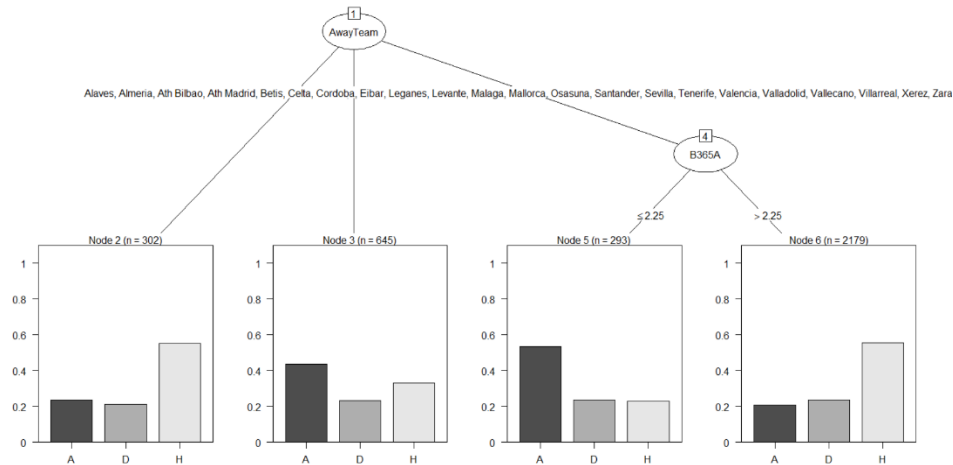 1
AwayTeam
Alaves, Almeria, Ath Bilbao, Ath Madrid, Betis, Celta, Cordoba, Eibar, Leganes, Levante, Malaga, Mallorca, Osasuna, Santander, Sevilla, Tenerife, Valencia, Valladolid, Vallecano, Villarreal, Xerez, Zara
4
B365A
≤ 2.25 > 2.25
Node 2 (n = 302) Node 3 (n = 645) Node 5 (n = 293) Node 6 (n = 2179)
1 1 1 1
0.8 0.8 0.8 0.8
0.6 0.6 0.6 0.6
0.4 0.4 0.4 0.4
0.2 0.2 0.2 0.2
0 0 0 0
A D H A D H A D H A D H